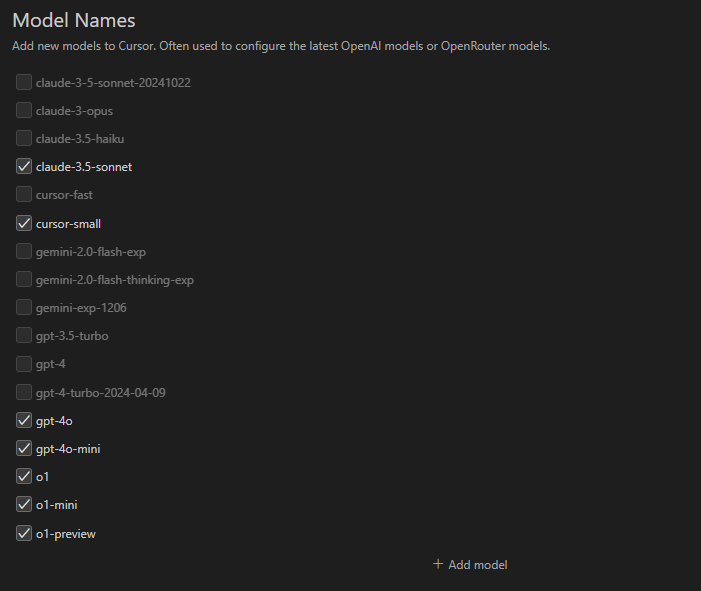 Model Names
Add new models to Cursor. Often used to configure the latest OpenAI models or OpenRouter models.
claude-3-5-sonnet-20241022
claude-3-opus
claude-3.5-haiku
claude-3.5-sonnet
cursor-fast
cursor-small
gemini-2.0-flash-exp
gemini-2.0-flash-thinking-exp
gemini-exp-1206
gpt-3.5-turbo
gpt-4
gpt-4-turbo-2024-04-09
gpt-4o
gpt-4o-mini
o1
o1-mini
o1-preview
+ Add model